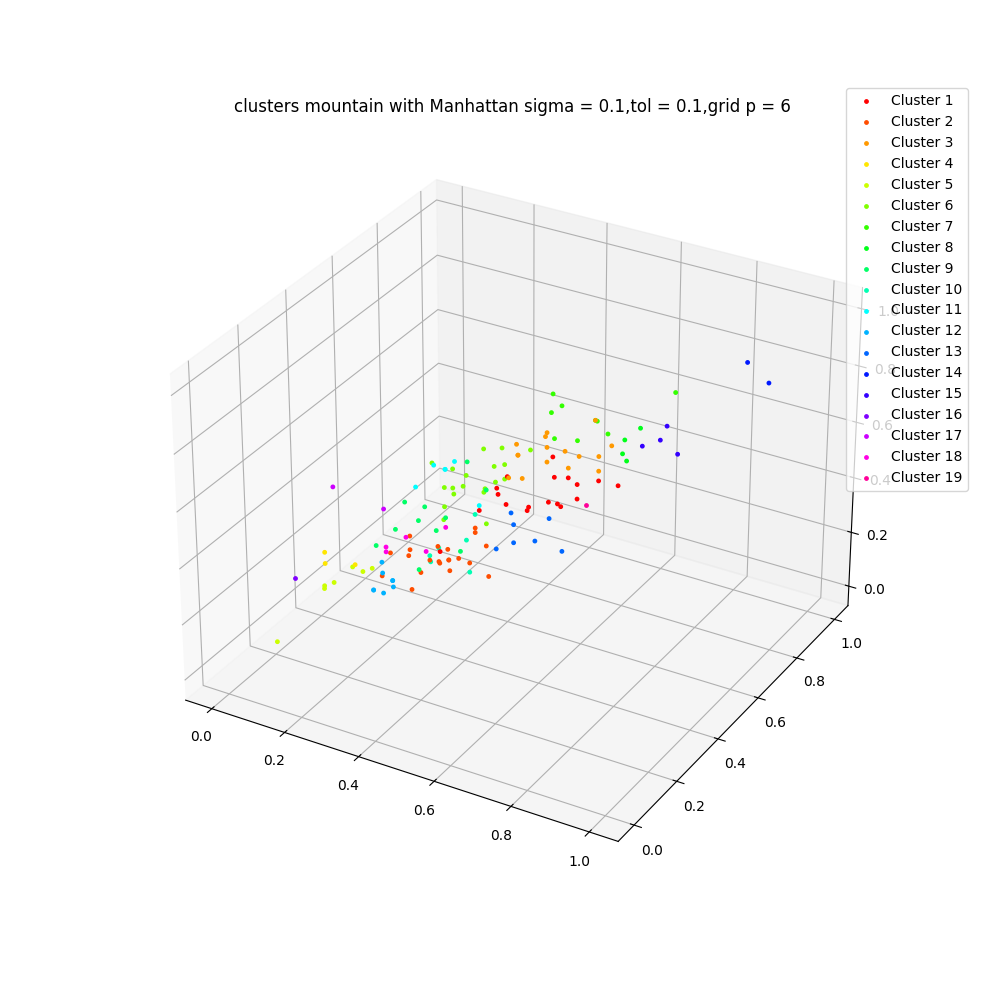 clusters mountain with Manhattan sigma = 0.1,tol = 0.1,grid p = 6
Cluster 1
Cluster 2
Cluster 3
Cluster 4
Cluster 5
Cluster 6
Cluster 7
Cluster 8
Cluster 9
Cluster 10
Cluster 11
Cluster 12
Cluster 13
Cluster 14
Cluster 15
Cluster 16
Cluster 17
Cluster 18
Cluster 19
1.0
0.8
0.6
0.4
0.2
0.0
0.0
0.2
0.4
0.6
0.8
1.0
0.0
0.2
0.4
0.6
0.8
1.0